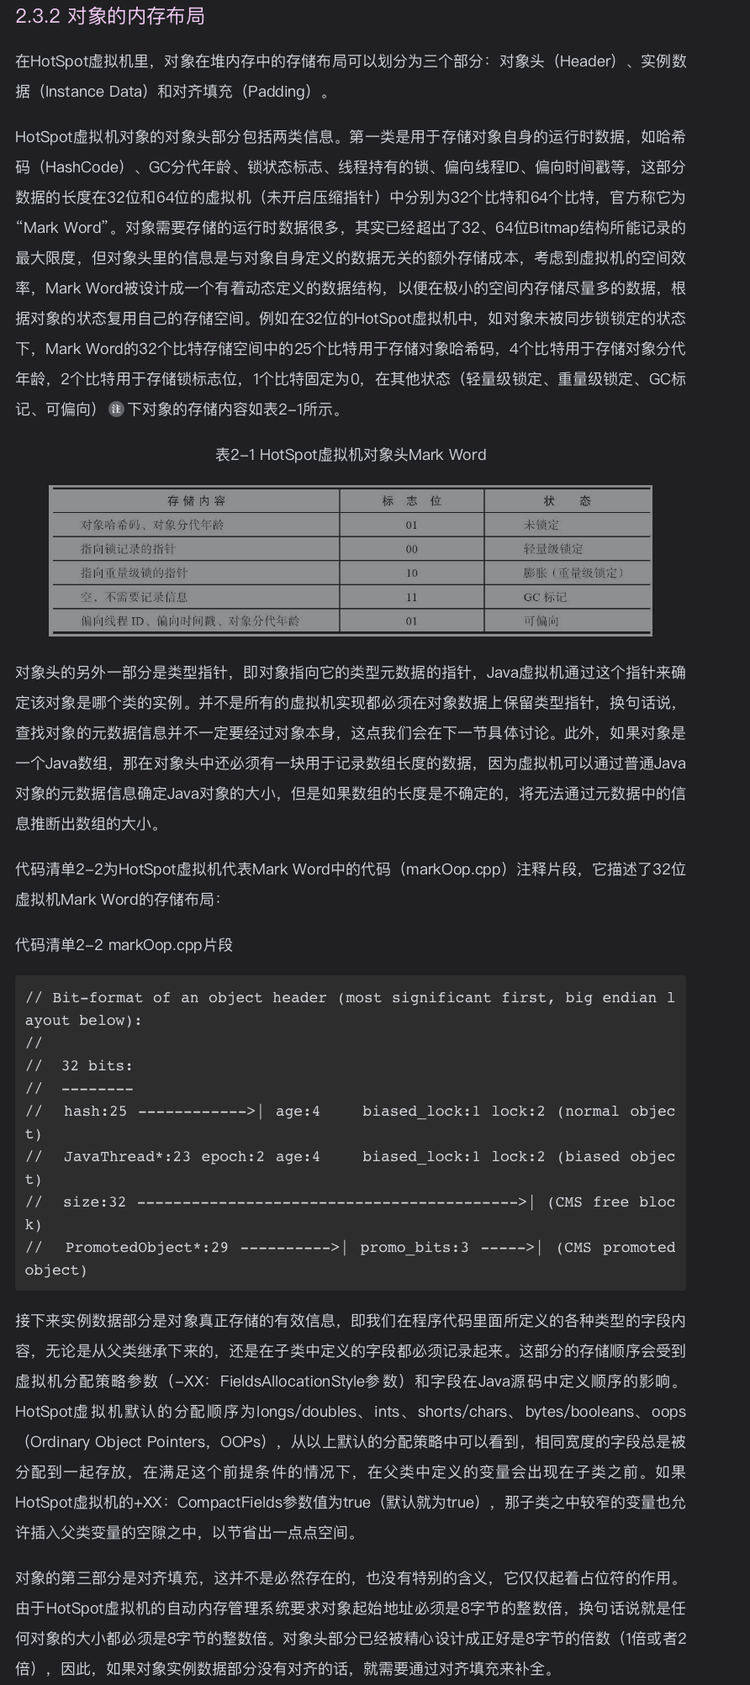 2.3.2 对象的内存布局
在HotSpot虚拟机里，对象在堆内存中的存储布局可以划分为三个部分：对象头（Header）、实例数
据（Instance Data）和对齐填充（Padding）。
HotSpot虚拟机对象的对象头部分包括两类信息。第一类是用于存储对象自身的运行时数据，如哈希
码（HashCode）、GC分代年龄、锁状态标志、线程持有的锁、偏向线程ID、偏向时间戳等，这部分
数据的长度在32位和64位的虚拟机（未开启压缩指针）中分别为32个比特和64个比特，官方称它为
“Mark Word”。对象需要存储的运行时数据很多，其实已经超出了32、64位Bitmap结构所能记录的
最大限度，但对象头里的信息是与对象自身定义的数据无关的额外存储成本，考虑到虚拟机的空间效
率，Mark Word被设计成一个有着动态定义的数据结构，以便在极小的空间内存储尽量多的数据，根
据对象的状态复用自己的存储空间。例如在32位的HotSpot虚拟机中，如对象未被同步锁锁定的状态
下，Mark Word的32个比特存储空间中的25个比特用于存储对象哈希码，4个比特用于存储对象分代
年龄，2个比特用于存储锁标志位，1个比特固定为0，在其他状态（轻量级锁定、重量级锁定、GC标
记、可偏向）注下对象的存储内容如表2-1所示。
表2-1 HotSpot虚拟机对象头Mark Word
存储内容 标志位 状态
对象哈希码、对象分代年龄 01 未锁定
指向锁记录的指针 00 轻量级锁定
指向重量级锁的指针 10 膨胀（重量级锁定）
空，不需要记录信息 11 GC 标记
偏向线程 ID、偏向时间戳、对象分代年龄 01 可偏向
对象头的另外一部分是类型指针，即对象指向它的类型元数据的指针，Java虚拟机通过这个指针来确
定该对象是哪个类的实例。并不是所有的虚拟机实现都必须在对象数据上保留类型指针，换句话说，
查找对象的元数据信息并不一定要经过对象本身，这点我们会在下一节具体讨论。此外，如果对象是
一个Java数组，那在对象头中还必须有一块用于记录数组长度的数据，因为虚拟机可以通过普通Java
对象的元数据信息确定Java对象的大小，但是如果数组的长度是不确定的，将无法通过元数据中的信
息推断出数组的大小。
代码清单2-2为HotSpot虚拟机代表Mark Word中的代码（markOop.cpp）注释片段，它描述了32位
虚拟机Mark Word的存储布局：
代码清单2-2 markOop.cpp片段
// Bit-format of an object header (most significant first, big endian l
ayout below):
//
//  32 bits:
//  --------
//  hash:25 ------------>| age:4    biased_lock:1 lock:2 (normal objec
t)
//  JavaThread*:23 epoch:2 age:4    biased_lock:1 lock:2 (biased objec
t)
//  size:32 ------------------------------------------>| (CMS free bloc
k)
//  PromotedObject*:29 ---------->| promo_bits:3 ----->| (CMS promoted
object)
接下来实例数据部分是对象真正存储的有效信息，即我们在程序代码里面所定义的各种类型的字段内
容，无论是从父类继承下来的，还是在子类中定义的字段都必须记录起来。这部分的存储顺序会受到
虚拟机分配策略参数（-XX：FieldsAllocationStyle参数）和字段在Java源码中定义顺序的影响。
HotSpot虚拟机默认的分配顺序为longs/doubles、ints、shorts/chars、bytes/booleans、oops
（Ordinary Object Pointers，OOPs），从以上默认的分配策略中可以看到，相同宽度的字段总是被
分配到一起存放，在满足这个前提条件的情况下，在父类中定义的变量会出现在子类之前。如果
HotSpot虚拟机的+XX：CompactFields参数值为true（默认就为true），那子类之中较窄的变量也允
许插入父类变量的空隙之中，以节省出一点点空间。
对象的第三部分是对齐填充，这并不是必然存在的，也没有特别的含义，它仅仅起着占位符的作用。
由于HotSpot虚拟机的自动内存管理系统要求对象起始地址必须是8字节的整数倍，换句话说就是任
何对象的大小都必须是8字节的整数倍。对象头部分已经被精心设计成正好是8字节的倍数（1倍或者2
倍），因此，如果对象实例数据部分没有对齐的话，就需要通过对齐填充来补全。